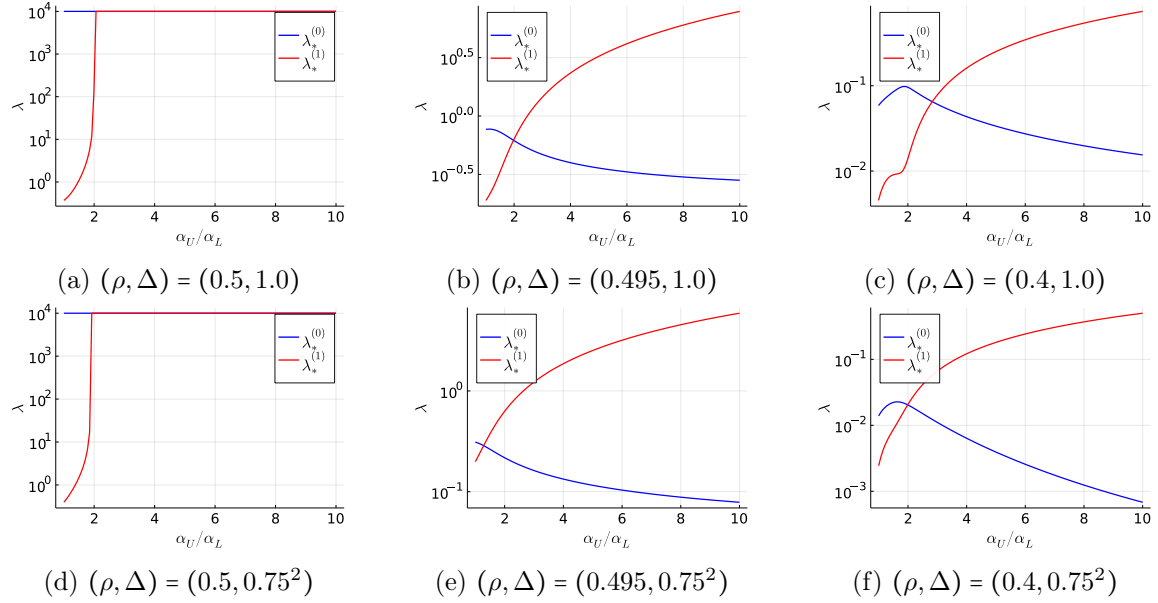 10^4
10^3
10^2
10^1
10^0
λ
λ_*^{(0)}
λ_*^{(1)}
2 4 6 8 10
α_U/α_L
(a) (ρ, Δ) = (0.5, 1.0)
10^{0.5}
10^{0.0}
10^{−0.5}
λ
λ_*^{(0)}
λ_*^{(1)}
2 4 6 8 10
α_U/α_L
(b) (ρ, Δ) = (0.495, 1.0)
10^{−1}
10^{−2}
λ
λ_*^{(0)}
λ_*^{(1)}
2 4 6 8 10
α_U/α_L
(c) (ρ, Δ) = (0.4, 1.0)
10^4
10^3
10^2
10^1
10^0
λ
λ_*^{(0)}
λ_*^{(1)}
2 4 6 8 10
α_U/α_L
(d) (ρ, Δ) = (0.5, 0.75^2)
10^0
10^{−1}
λ
λ_*^{(0)}
λ_*^{(1)}
2 4 6 8 10
α_U/α_L
(e) (ρ, Δ) = (0.495, 0.75^2)
10^{−1}
10^{−2}
10^{−3}
λ
λ_*^{(0)}
λ_*^{(1)}
2 4 6 8 10
α_U/α_L
(f) (ρ, Δ) = (0.4, 0.75^2)